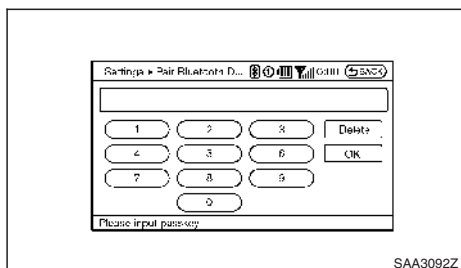 Settings ▸ Pair Bluetooth D... BACK
1 2 3 Delete
4 5 6 OK
7 8 9
0
Please input passkey
SAA3092Z